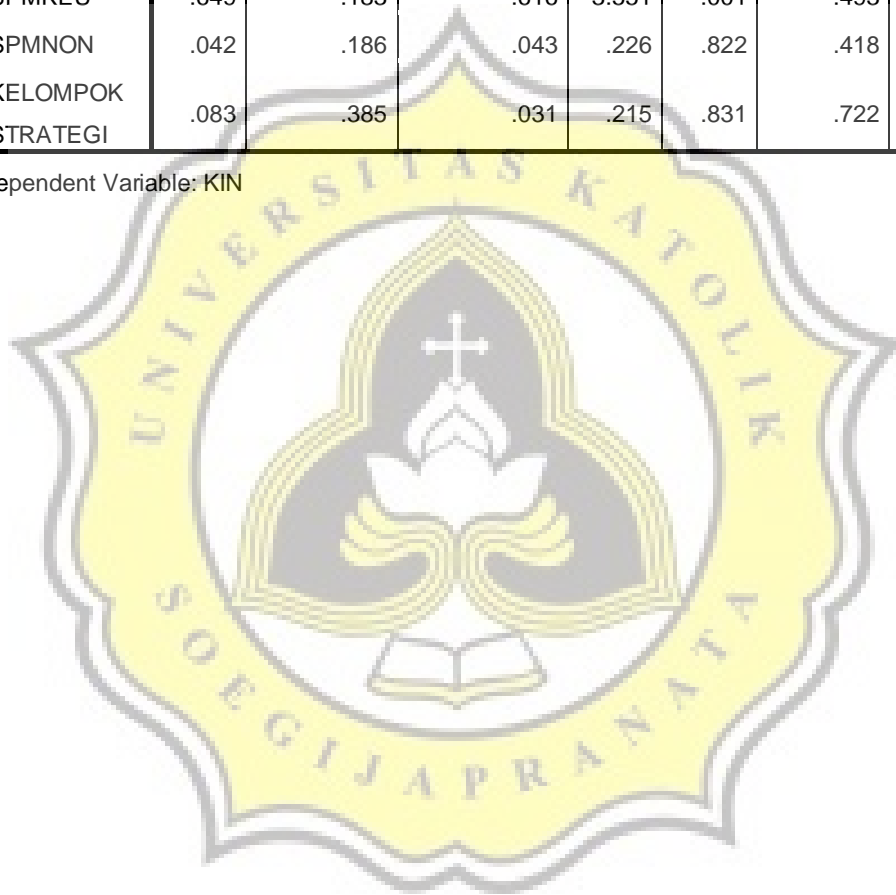 SPMNON .042 .186 .043 .226 .822 .418
KELOMPOK
STRATEGI .083 .385 .031 .215 .831 .722
ependent Variable: KIN
UNIVERSITAS KATOLIK
SOEGIJAPRANATA